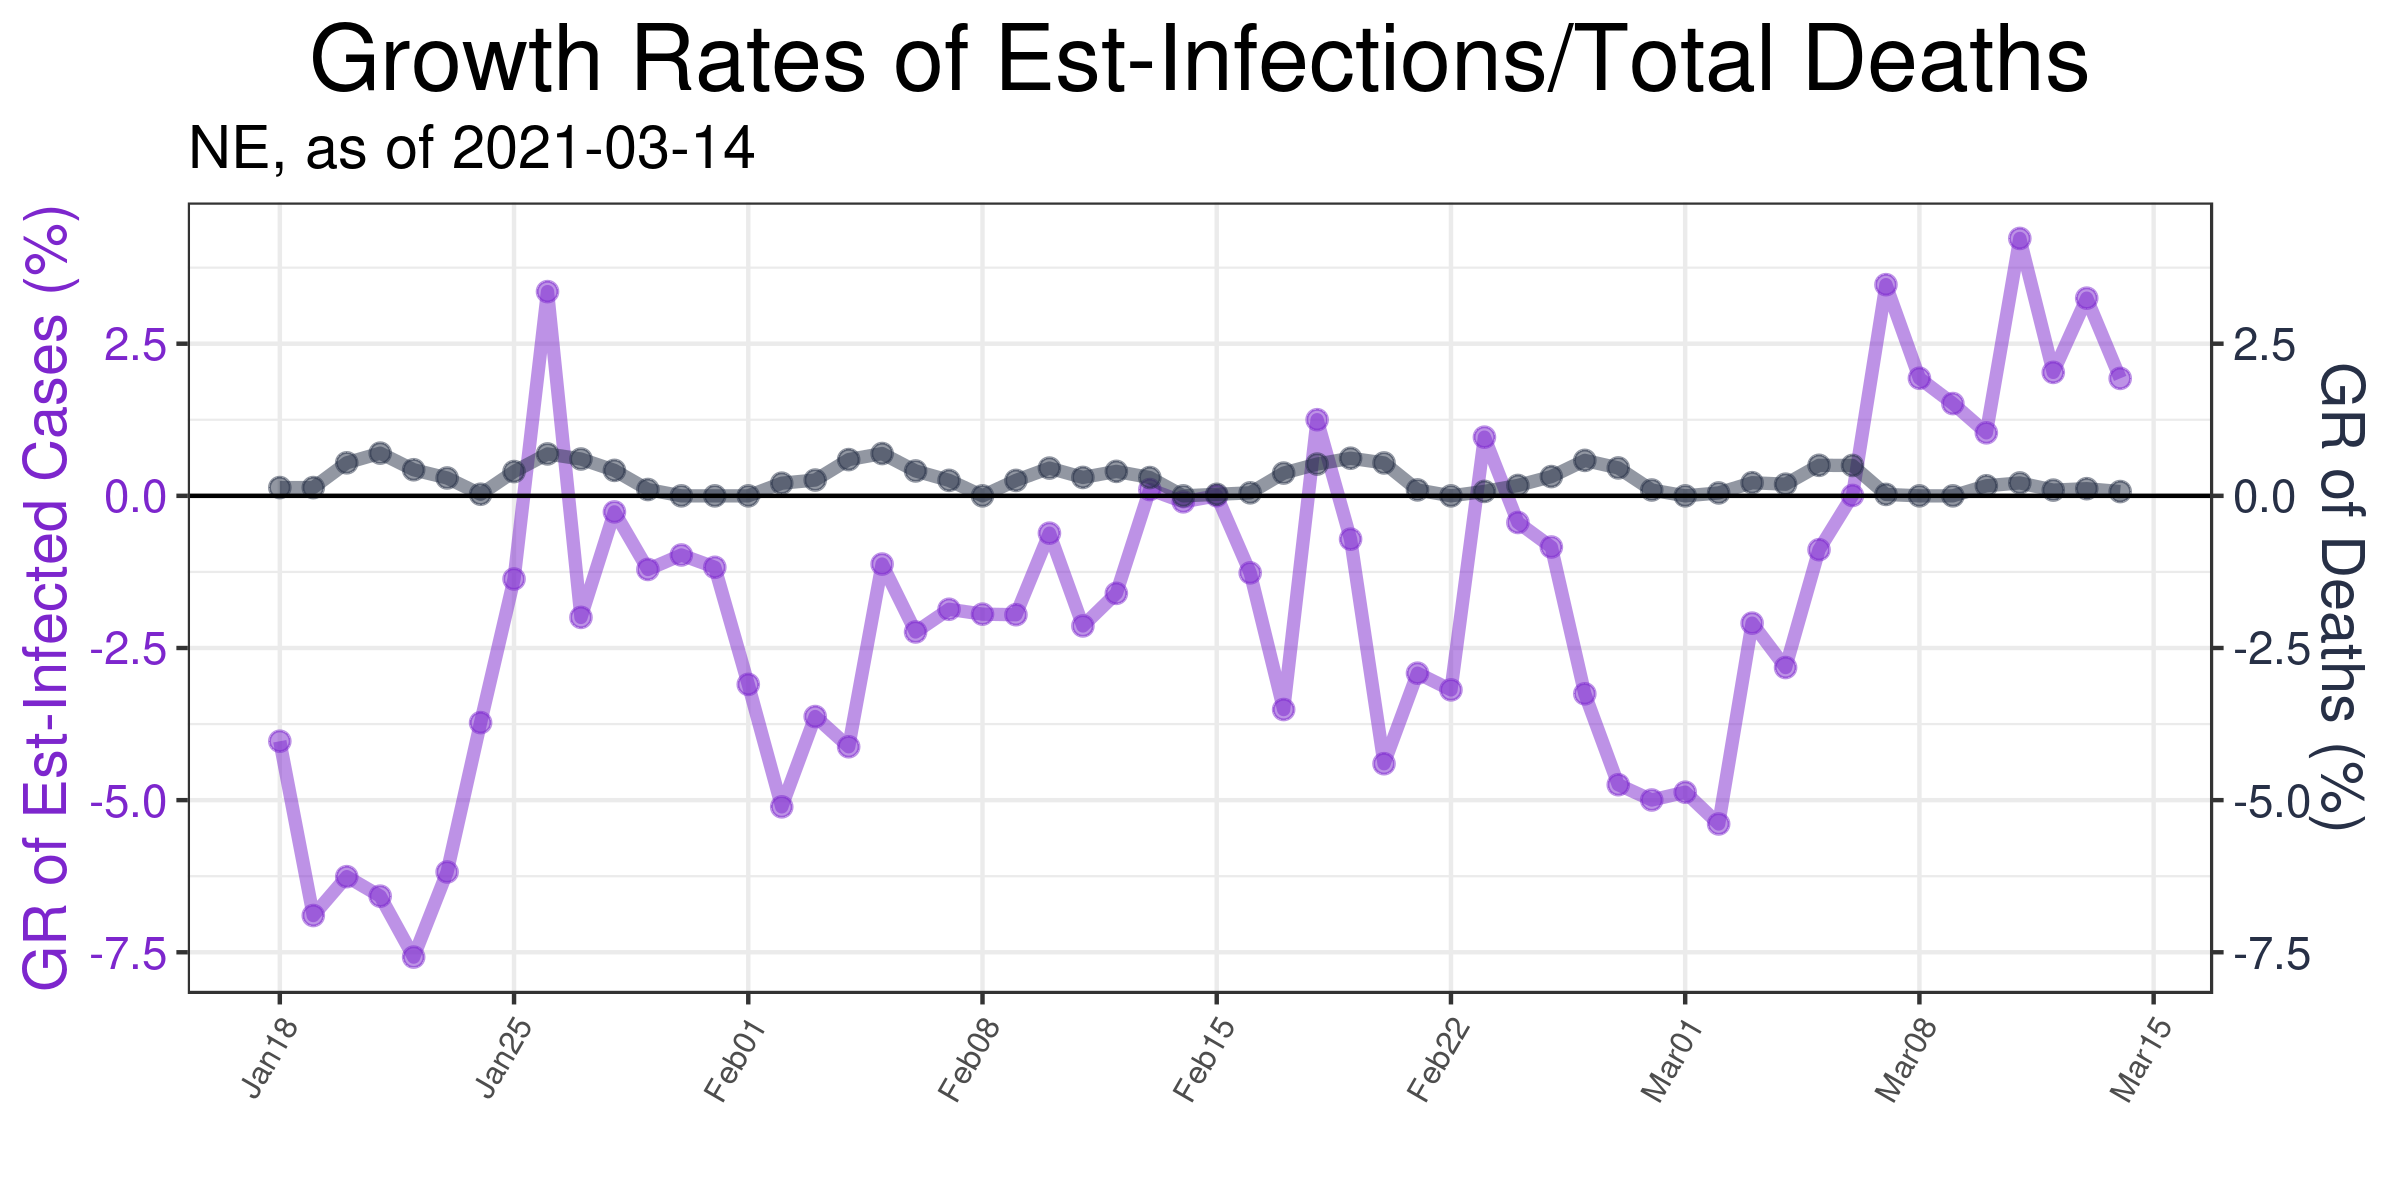 Growth Rates of Est-Infections/Total Deaths
NE, as of 2021-03-14
GR of Est-Infected Cases (%)
2.5
0.0
-2.5
-5.0
-7.5
2.5
0.0
-2.5
-5.0
-7.5
GR of Deaths (%)
Jan18
Jan25
Feb01
Feb08
Feb15
Feb22
Mar01
Mar08
Mar15